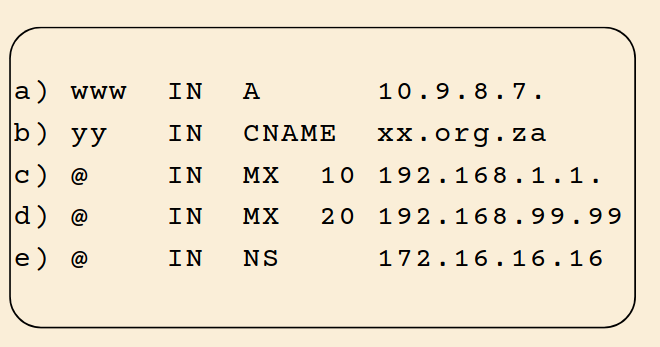 a) www IN A 10.9.8.7.
b) yy IN CNAME xx.org.za
c) @ IN MX 10 192.168.1.1.
d) @ IN MX 20 192.168.99.99
e) @ IN NS 172.16.16.16